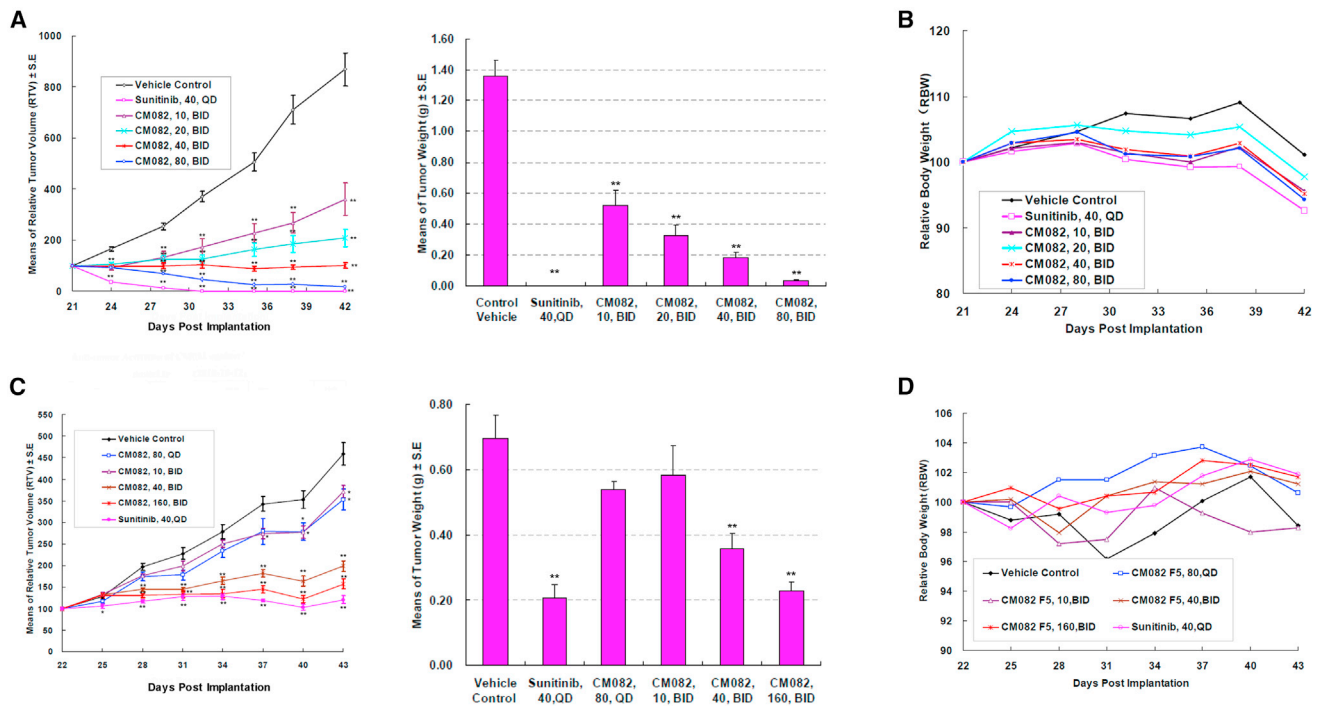 A
Means of Relative Tumor Volume (RTV) ± S.E
1000
800
600
400
200
0
21
24
28
31
35
38
42
Days Post Implantation
Vehicle Control
Sunitinib, 40, QD
CM082, 10, BID
CM082, 20, BID
CM082, 40, BID
CM082, 80, BID
Means of Tumor Weight (g) ± S.E
1.60
1.40
1.20
1.00
0.80
0.60
0.40
0.20
0.00
**
**
**
**
**
Control Vehicle
Sunitinib, 40,QD
CM082, 10, BID
CM082, 20, BID
CM082, 40, BID
CM082, 80, BID
B
Relative Body Weight (RBW)
120
110
100
90
80
21
24
28
31
35
38
42
Days Post Implantation
Vehicle Control
Sunitinib, 40, QD
CM082, 10, BID
CM082, 20, BID
CM082, 40, BID
CM082, 80, BID
C
Means of Relative Tumor Volume (RTV) ± S.E
550
500
450
400
350
300
250
200
150
100
50
0
22
25
28
31
34
37
40
43
Days Post Implantation
Vehicle Control
CM082, 80, QD
CM082, 10, BID
CM082, 40, BID
CM082, 160, BID
Sunitinib, 40,QD
Means of Tumor Weight (g) ± S.E
0.80
0.60
0.40
0.20
0.00
**
**
**
Vehicle Control
Sunitinib, 40,QD
CM082, 80, QD
CM082, 10, BID
CM082, 40, BID
CM082, 160, BID
D
Relative Body Weight (RBW)
106
104
102
100
98
96
94
92
90
22
25
28
31
34
37
40
43
Days Post Implantation
Vehicle Control
CM082 F5, 80,QD
CM082 F5, 10,BID
CM082 F5, 40,BID
CM082 F5, 160,BID
Sunitinib, 40,QD